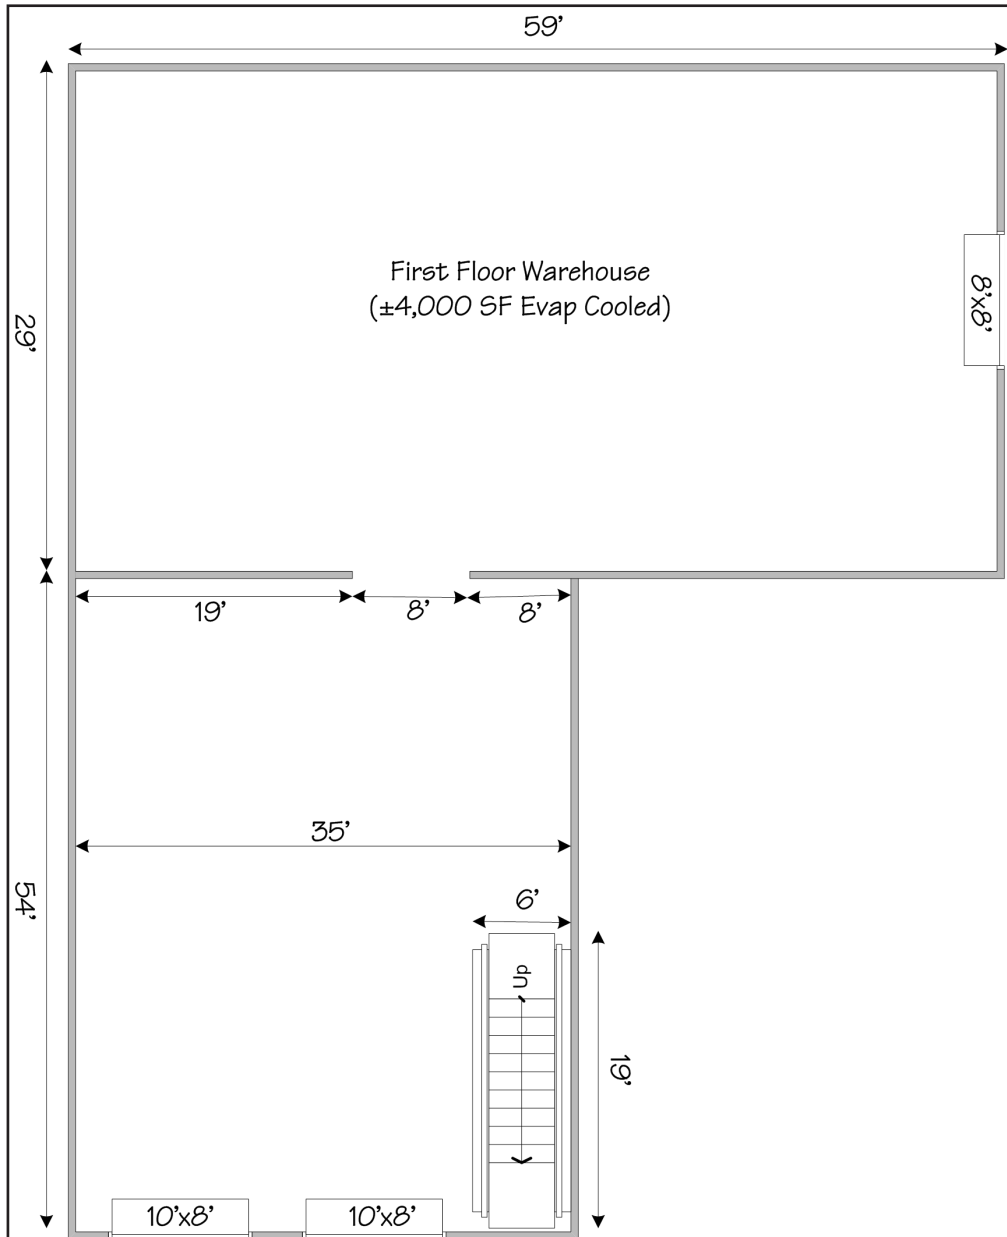 59’
First Floor Warehouse
(±4,000 SF Evap Cooled)
8’x8’
29’
19’
8’
8’
35’
54’
6’
Up
19’
10’x8’
10’x8’